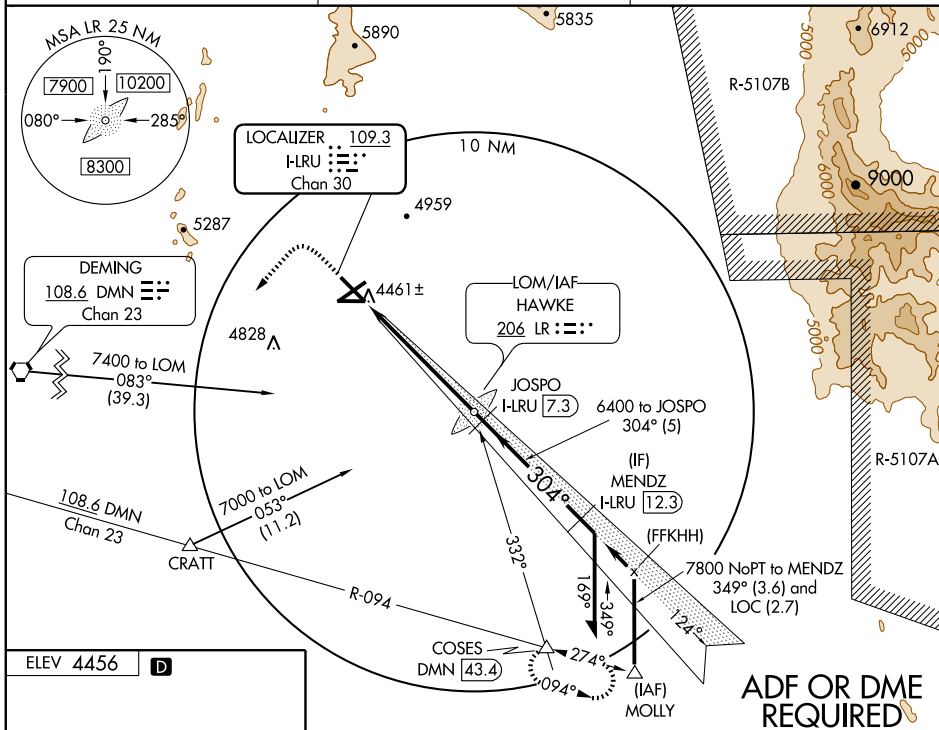 MSA LR 25 NM
190°
7900
10200
080°
285°
8300
5890
5835
6912
5000
5000
R-5107B
6000
6000
9000
LOCALIZER 109.3
I-LRU
Chan 30
10 NM
4959
5287
DEMING
108.6 DMN
Chan 23
4461±
4828
LOM/IAF
HAWKE
206 LR
5000
7400 to LOM
083°
(39.3)
JOSPO
I-LRU 7.3
6400 to JOSPO
304° (5)
304°
(IF)
MENDZ
I-LRU 12.3
R-5107A
7000 to LOM
053°
(11.2)
108.6 DMN
Chan 23
CRATT
R-094
332°
(FFKHH)
7800 NoPT to MENDZ
349° (3.6) and
LOC (2.7)
169°
349°
124°
COSES
DMN 43.4
274°
094°
(IAF)
MOLLY
ELEV 4456 D
ADF OR DME
REQUIRED